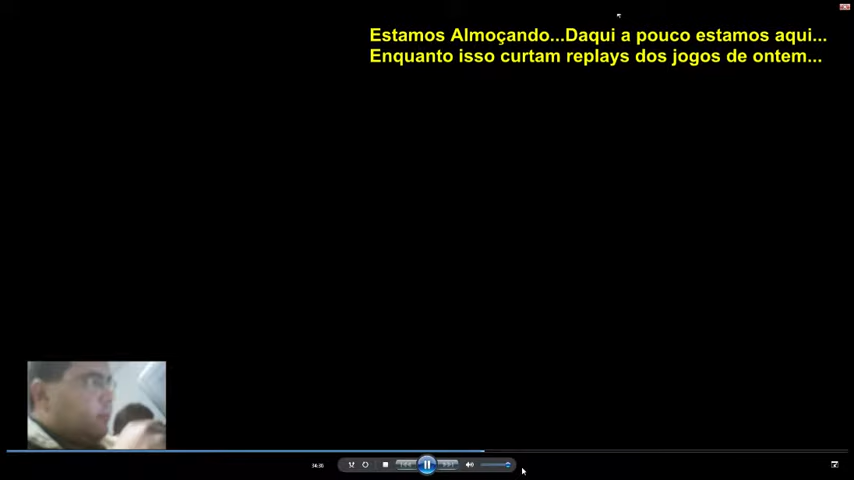 Estamos Almoçando...Daqui a pouco estamos aqui...
Enquanto isso curtam replays dos jogos de ontem...